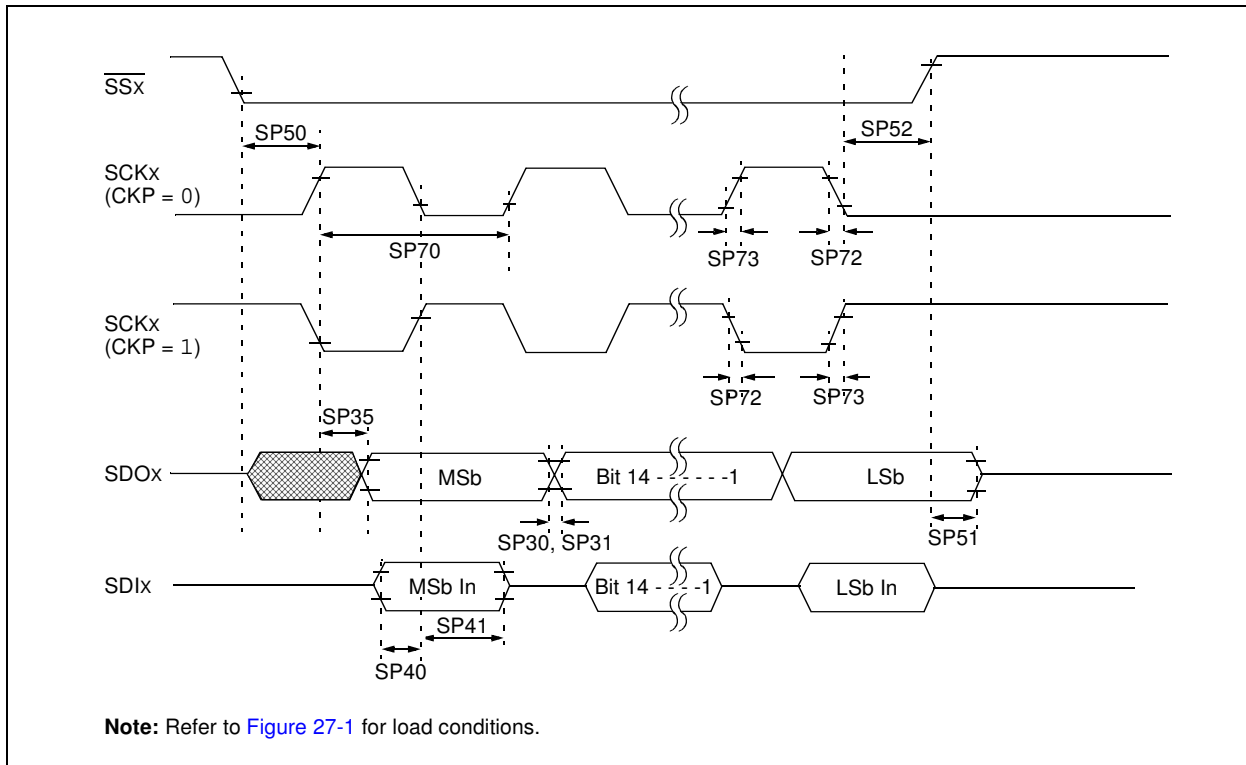 SSx
SP50
SP52
SCKx
(CKP = 0)
SP70
SP73
SP72
SCKx
(CKP = 1)
SP72
SP73
SP35
SDOx
MSb
Bit 14 - - - - - -1
LSb
SP30, SP31
SP51
SDIx
MSb In
Bit 14 - - - -1
LSb In
SP41
SP40
Note: Refer to Figure 27-1 for load conditions.